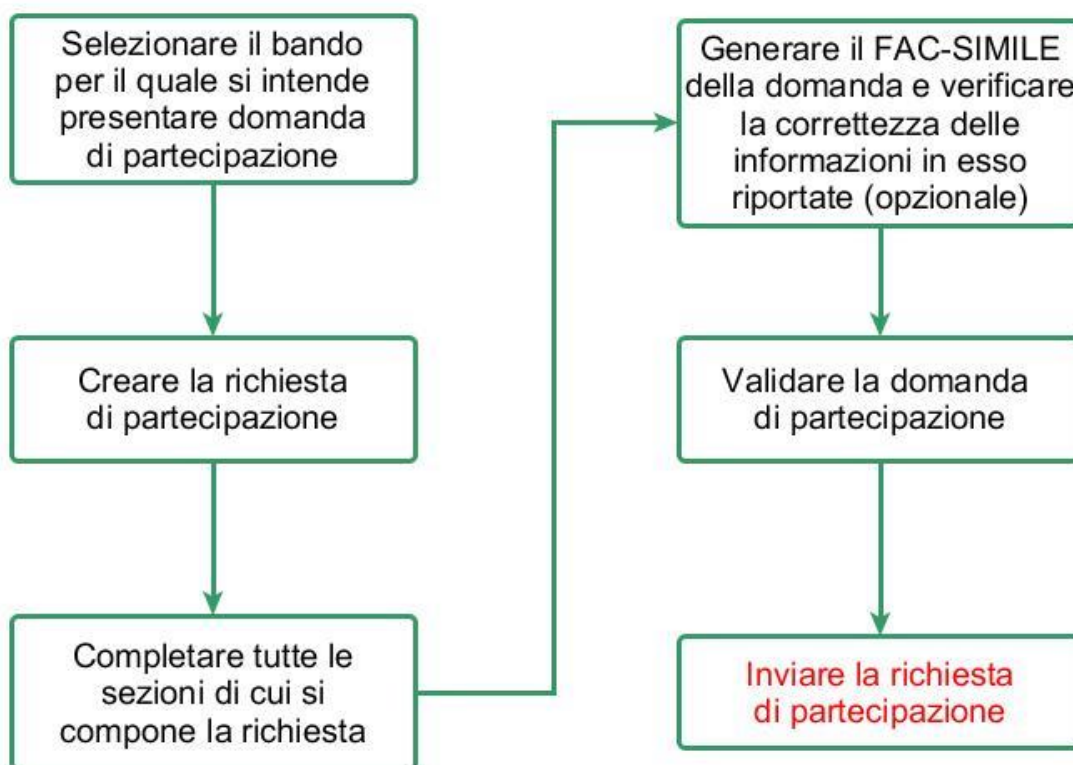 Selezionare il bando
per il quale si intende
presentare domanda
di partecipazione
Creare la richiesta
di partecipazione
Completare tutte le
sezioni di cui si
compone la richiesta
Generare il FAC-SIMILE
della domanda e verificare
la correttezza delle
informazioni in esso
riportate (opzionale)
Validare la domanda
di partecipazione
Inviare la richiesta
di partecipazione